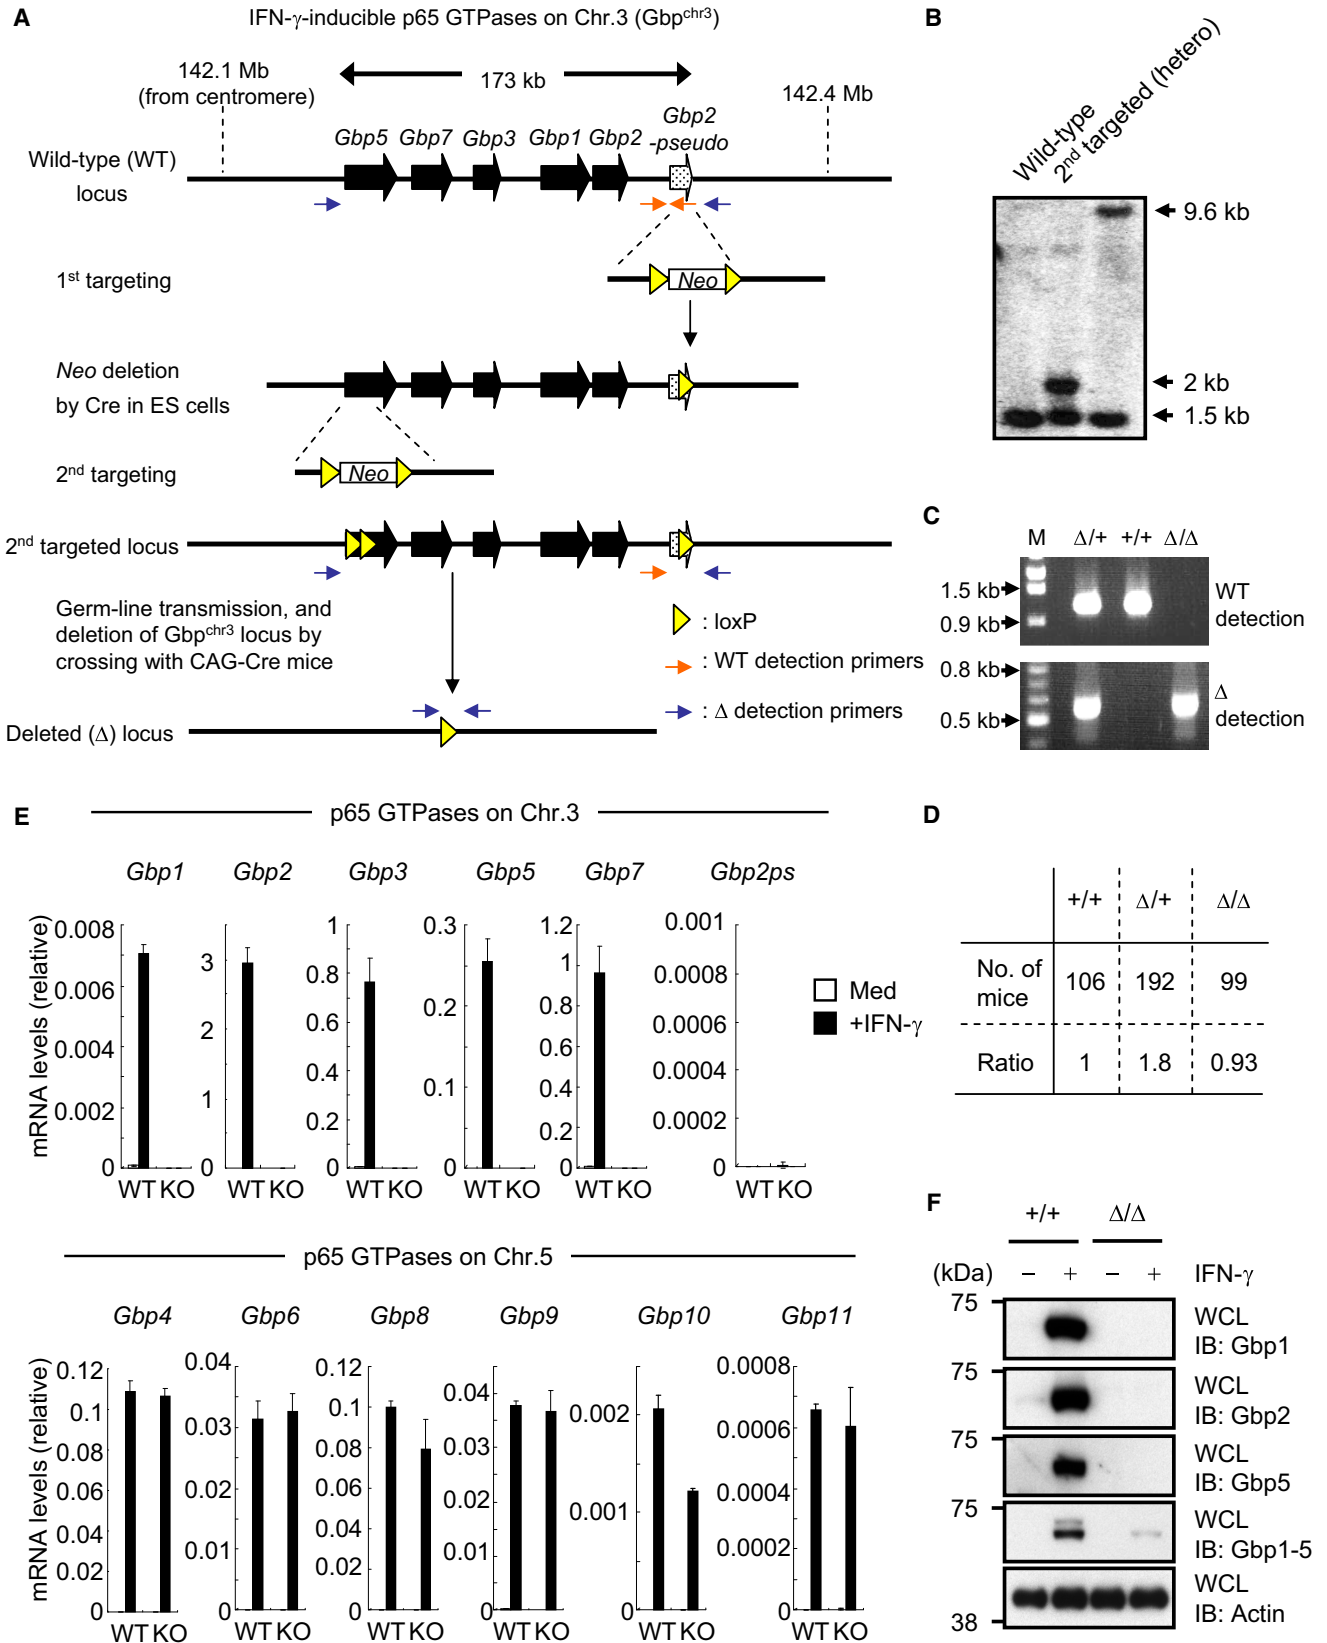 A
IFN-γ-inducible p65 GTPases on Chr.3 (Gbpchr3)
142.1 Mb
(from centromere)
173 kb
142.4 Mb
Gbp5 Gbp7 Gbp3 Gbp1 Gbp2 Gbp2
-pseudo
Wild-type (WT)
locus
1st targeting
Neo
Neo deletion
by Cre in ES cells
2nd targeting
Neo
2nd targeted locus
Germ-line transmission, and
deletion of Gbpchr3 locus by
crossing with CAG-Cre mice
: loxP
: WT detection primers
: Δ detection primers
Deleted (Δ) locus
B
Wild-type
2nd targeted (hetero)
9.6 kb
2 kb
1.5 kb
C
M Δ/+ +/+ Δ/Δ
1.5 kb
0.9 kb
WT
detection
0.8 kb
0.5 kb
Δ
detection
D
+/+ Δ/+ Δ/Δ
No. of
mice
106 192 99
Ratio 1 1.8 0.93
E
p65 GTPases on Chr.3
Gbp1 Gbp2 Gbp3 Gbp5 Gbp7 Gbp2ps
mRNA levels (relative)
0.008
0.006
0.004
0.002
0
WT KO
3
2
1
0
WT KO
1
0.8
0.6
0.4
0.2
0
WT KO
0.3
0.2
0.1
0
WT KO
1.2
1
0.8
0.6
0.4
0.2
0
WT KO
0.001
0.0008
0.0006
0.0004
0.0002
0
WT KO
Med
+IFN-γ
p65 GTPases on Chr.5
Gbp4 Gbp6 Gbp8 Gbp9 Gbp10 Gbp11
mRNA levels (relative)
0.12
0.1
0.08
0.06
0.04
0.02
0
WT KO
0.04
0.03
0.02
0.01
0
WT KO
0.12
0.1
0.08
0.06
0.04
0.02
0
WT KO
0.04
0.03
0.02
0.01
0
WT KO
0.002
0.001
0
WT KO
0.0008
0.0006
0.0004
0.0002
0
WT KO
F
+/+ Δ/Δ
(kDa) − + − + IFN-γ
75
WCL
IB: Gbp1
75
WCL
IB: Gbp2
75
WCL
IB: Gbp5
75
WCL
IB: Gbp1-5
WCL
IB: Actin
38